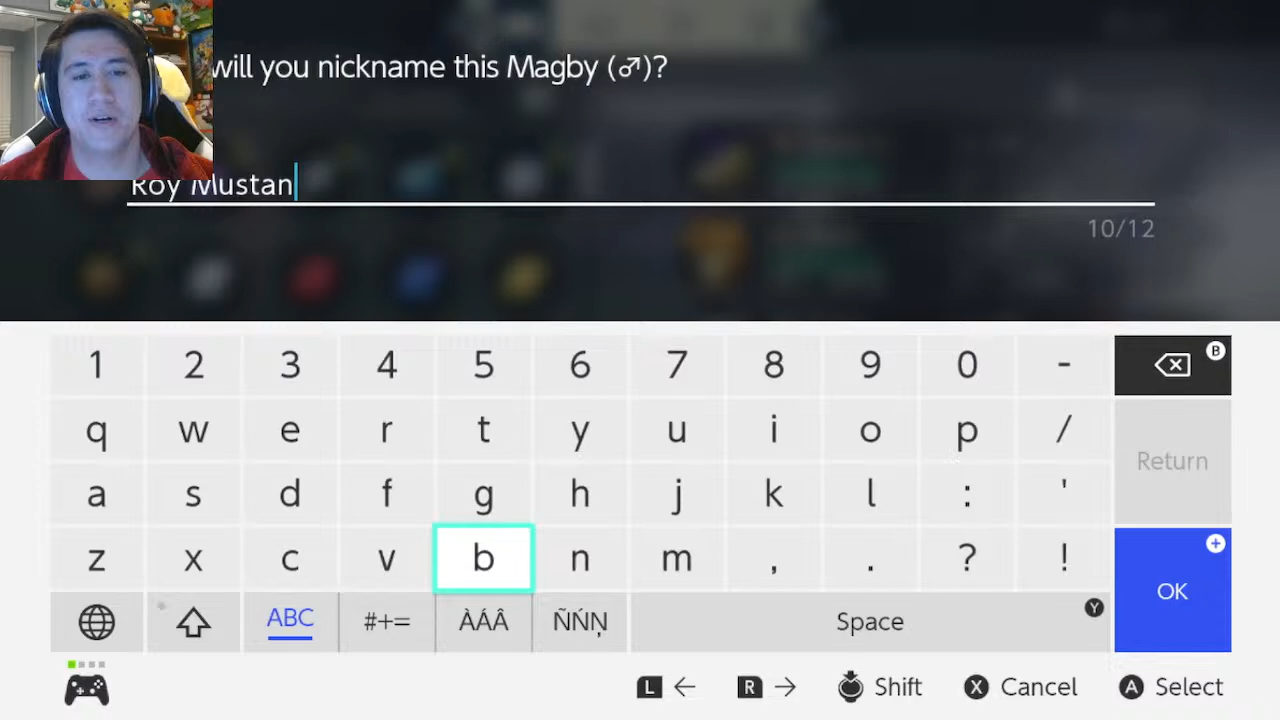 will you nickname this Magby (♂)?
Roy Mustan
10/12
1 2 3 4 5 6 7 8 9 0 - B
q w e r t y u i o p /
Return
a s d f g h j k l : '
z x c v b n m , . ? ! +
OK
ABC #+= ÀÁÂ ÑŃŅ Space Y
L ← R → Shift X Cancel A Select